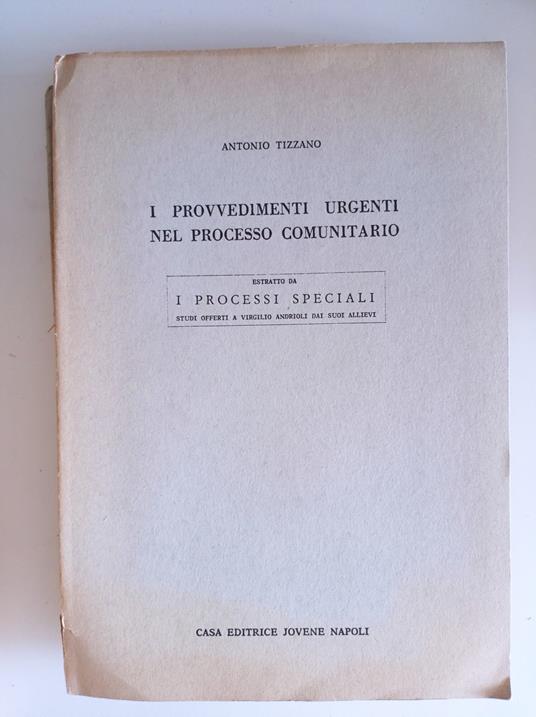 ANTONIO TIZZANO
I PROVVEDIMENTI URGENTI
NEL PROCESSO COMUNITARIO
ESTRATTO DA
I PROCESSI SPECIALI
STUDI OFFERTI A VIRGILIO ANDRIOLI DAI SUOI ALLIEVI
CASA EDITRICE JOVENE NAPOLI